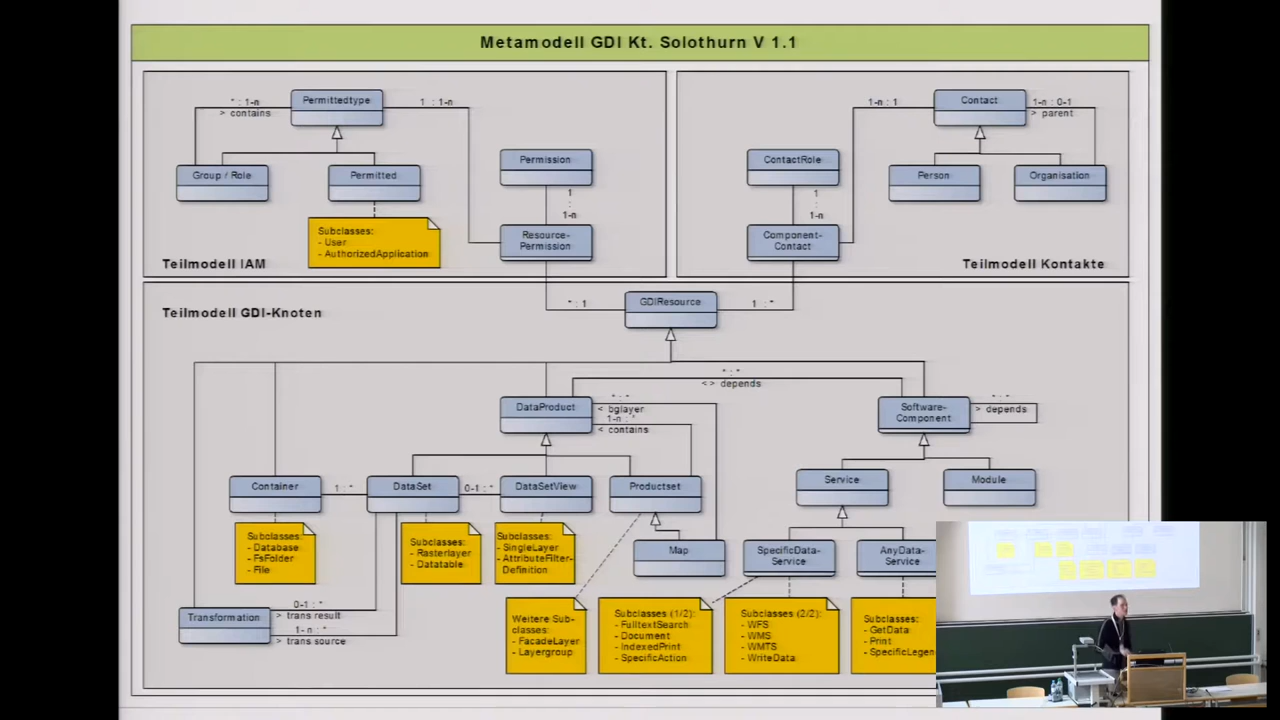 Metamodell GDI Kt. Solothurn V 1.1
* : 1-n
> contains
Permittedtype
1 : 1-n
Group / Role
Permitted
Subclasses:
- User
- AuthorizedApplication
Permission
1
:
1-n
Resource-
Permission
Teilmodell IAM
1-n : 1
Contact
1-n : 0-1
> parent
ContactRole
1
:
1-n
Person
Organisation
Component-
Contact
Teilmodell Kontakte
Teilmodell GDI-Knoten
* : 1
GDIResource
1 : *
* : *
<> depends
DataProduct
* : *
< bglayer
1-n : *
< contains
Software-
Component
* : *
> depends
Container
1 : *
DataSet
0-1 : *
DataSetView
Productset
Service
Module
Subclasses:
- Database
- FsFolder
- File
Subclasses:
- Rasterlayer
- Datatable
Subclasses:
- SingleLayer
- AttributeFilter-
Definition
Map
SpecificData-
Service
AnyData-
Service
Transformation
0-1 : *
> trans result
1-n : *
> trans source
Weitere Sub-
classes:
- FacadeLayer
- Layergroup
Subclasses (1/2):
- FulltextSearch
- Document
- IndexedPrint
- SpecificAction
Subclasses (2/2):
- WFS
- WMS
- WMTS
- WriteData
Subclasses:
- GetData
- Print
- SpecificLegen